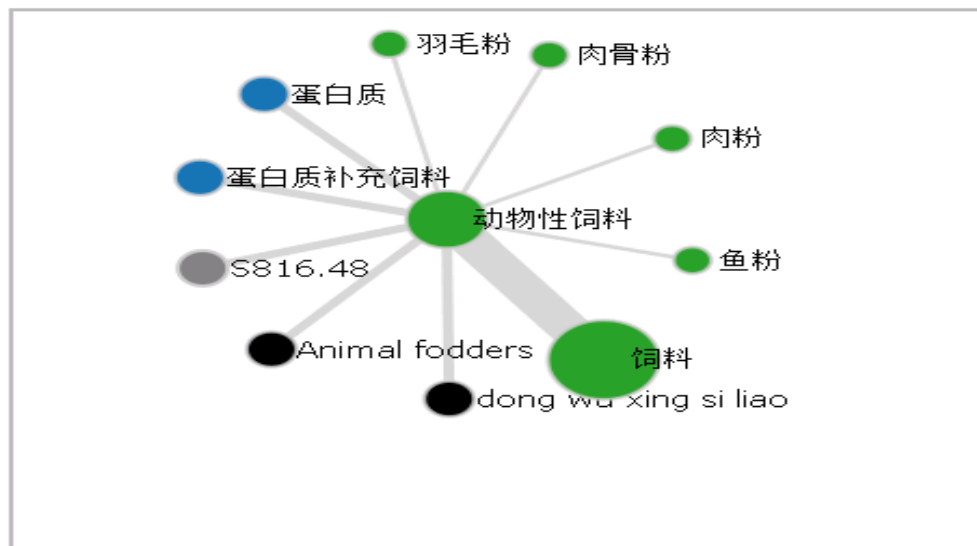 羽毛粉
肉骨粉
蛋白质
肉粉
蛋白质补充饲料
动物性饲料
鱼粉
S816.48
Animal fodders
饲料
dong wu xing si liao